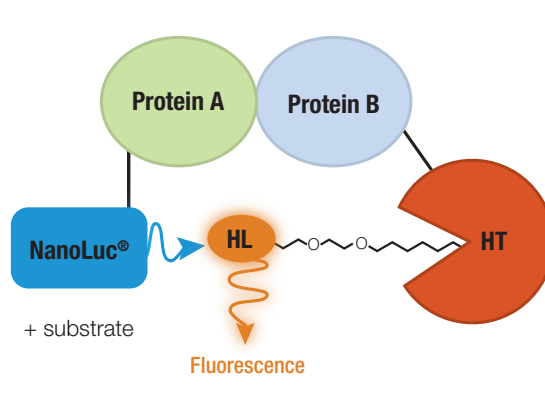 Protein A
Protein B
NanoLuc®
HL
O
O
HT
+ substrate
Fluorescence